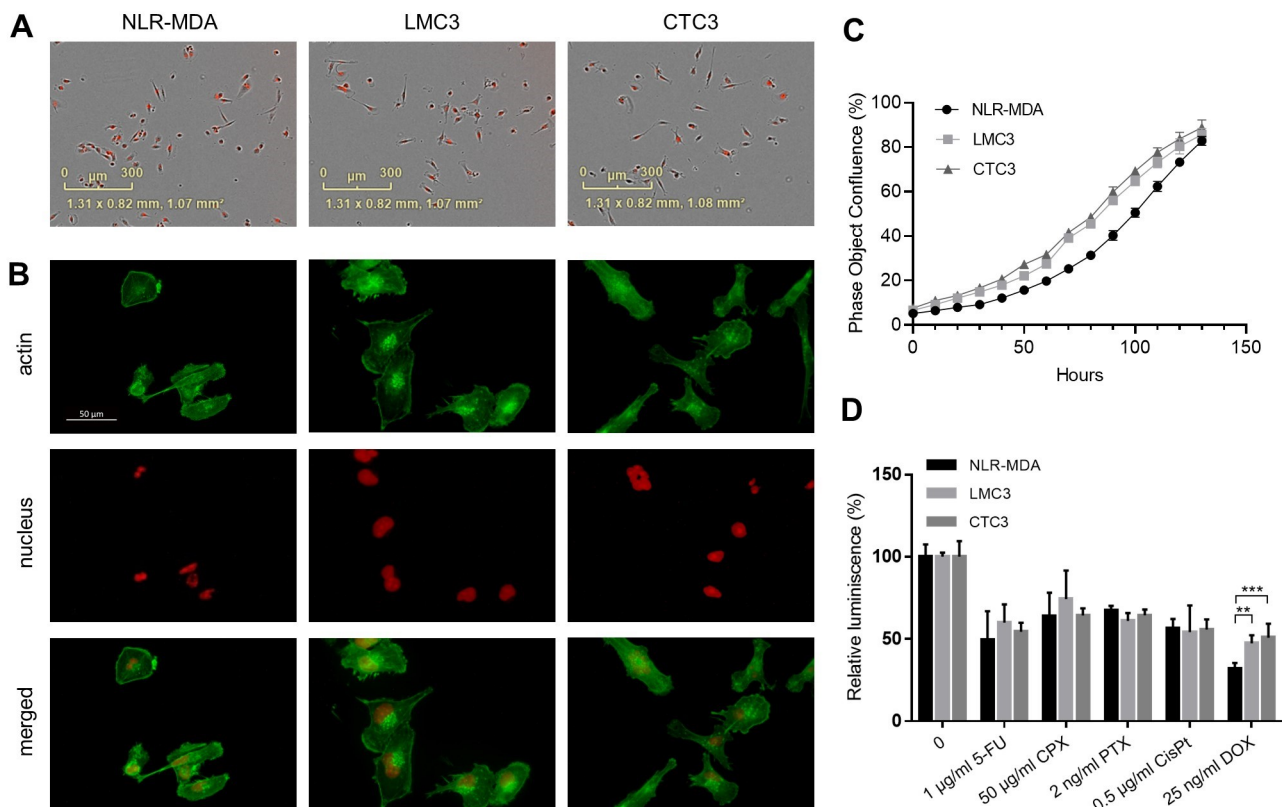 A
NLR-MDA
LMC3
CTC3
0 µm 300
1.31 x 0.82 mm, 1.07 mm²
0 µm 300
1.31 x 0.82 mm, 1.07 mm²
0 µm 300
1.31 x 0.82 mm, 1.08 mm²
B
actin
50 µm
nucleus
merged
C
Phase Object Confluence (%)
100
80
60
40
20
0
NLR-MDA
LMC3
CTC3
0
50
100
150
Hours
D
Relative luminiscence (%)
150
100
50
0
NLR-MDA
LMC3
CTC3
**
***
0
1 µg/ml 5-FU
50 µg/ml CPX
2 ng/ml PTX
0.5 µg/ml CisPt
25 ng/ml DOX